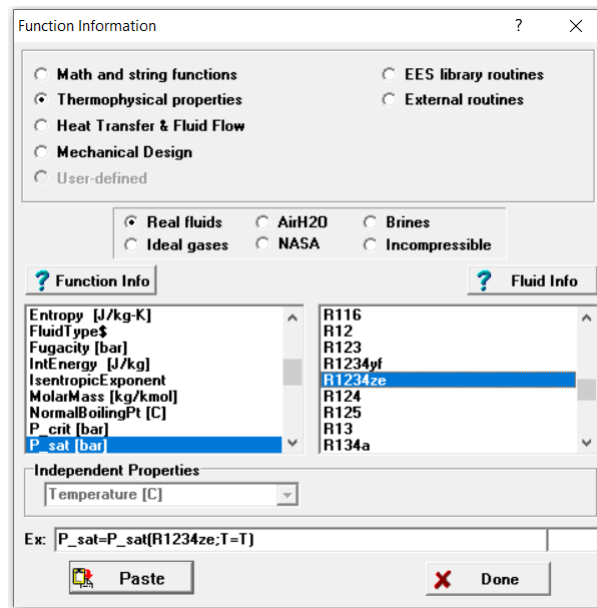 Function Information ? ×
Math and string functions EES library routines
Thermophysical properties External routines
Heat Transfer & Fluid Flow
Mechanical Design
User-defined
Real fluids AirH2O Brines
Ideal gases NASA Incompressible
? Function Info ? Fluid Info
Entropy [J/kg-K] R116
FluidType$ R12
Fugacity [bar] R123
IntEnergy [J/kg] R1234yf
IsentropicExponent R1234ze
MolarMass [kg/kmol] R124
NormalBoilingPt [C] R125
P_crit [bar] R13
P_sat [bar] R134a
Independent Properties
Temperature [C]
Ex: P_sat=P_sat(R1234ze;T=T)
Paste Done